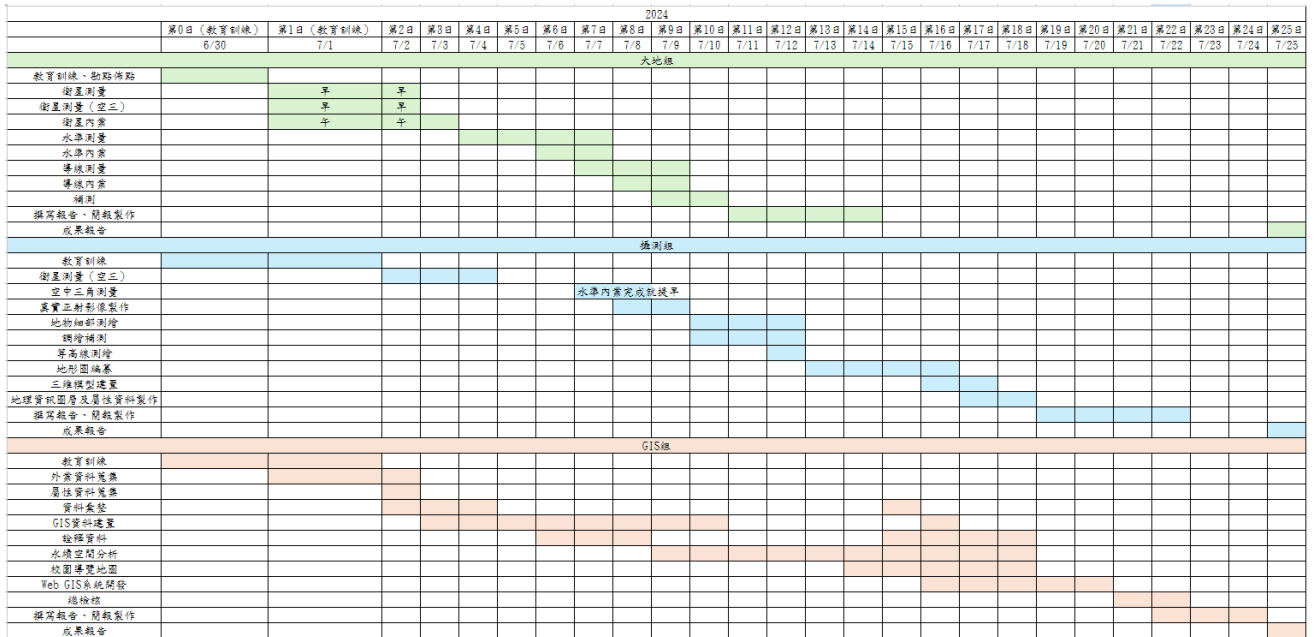 2024
第0日（教育訓練） 第1日（教育訓練） 第2日 第3日 第4日 第5日 第6日 第7日 第8日 第9日 第10日 第11日 第12日 第13日 第14日 第15日 第16日 第17日 第18日 第19日 第20日 第21日 第22日 第23日 第24日 第25日
6/30 7/1 7/2 7/3 7/4 7/5 7/6 7/7 7/8 7/9 7/10 7/11 7/12 7/13 7/14 7/15 7/16 7/17 7/18 7/19 7/20 7/21 7/22 7/23 7/24 7/25
大地組
教育訓練、勘點佈點
衛星測量 早 早
衛星測量（空三） 早 早
衛星內業 午 午
水準測量
水準內業
導線測量
導線內業
補測
撰寫報告、簡報製作
成果報告
攝測組
教育訓練
衛星測量（空三）
空中三角測量 水準內業完成就提早
真實正射影像製作
地物細部測繪
調繪補測
等高線測繪
地形圖編纂
三維模型建置
地理資訊圖層及屬性資料製作
撰寫報告、簡報製作
成果報告
GIS組
教育訓練
外業資料蒐集
屬性資料蒐集
資料彙整
GIS資料建置
詮釋資料
永續空間分析
校園導覽地圖
Web GIS系統開發
總檢核
撰寫報告、簡報製作
成果報告